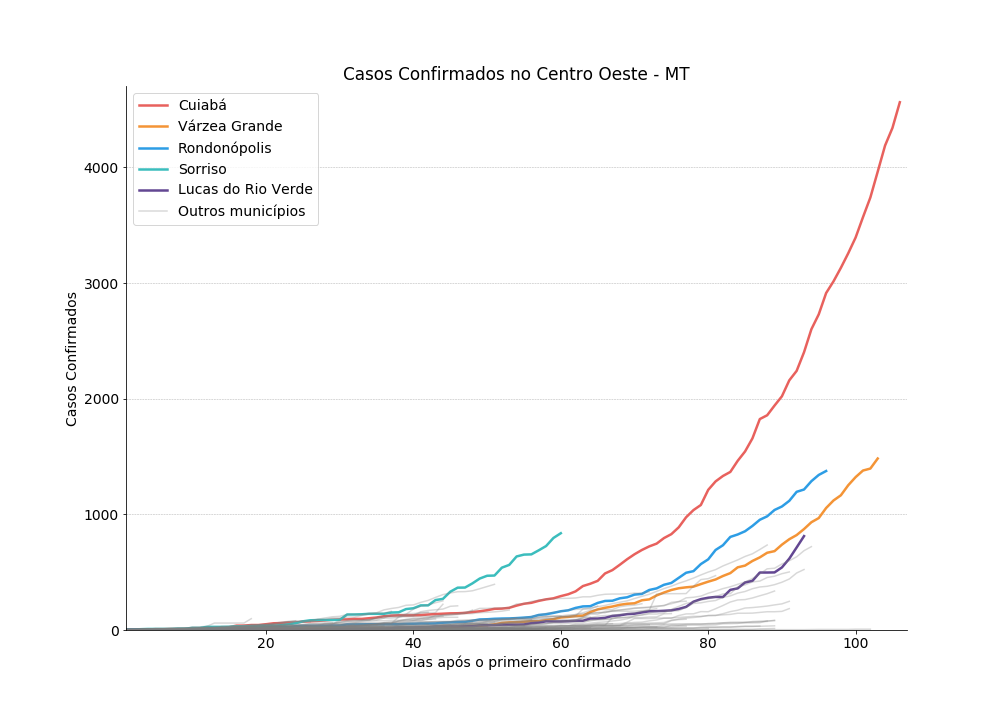 Casos Confirmados no Centro Oeste - MT
Cuiabá
Várzea Grande
Rondonópolis
Sorriso
Lucas do Rio Verde
Outros municípios
4000
3000
2000
1000
0
Casos Confirmados
20
40
60
80
100
Dias após o primeiro confirmado